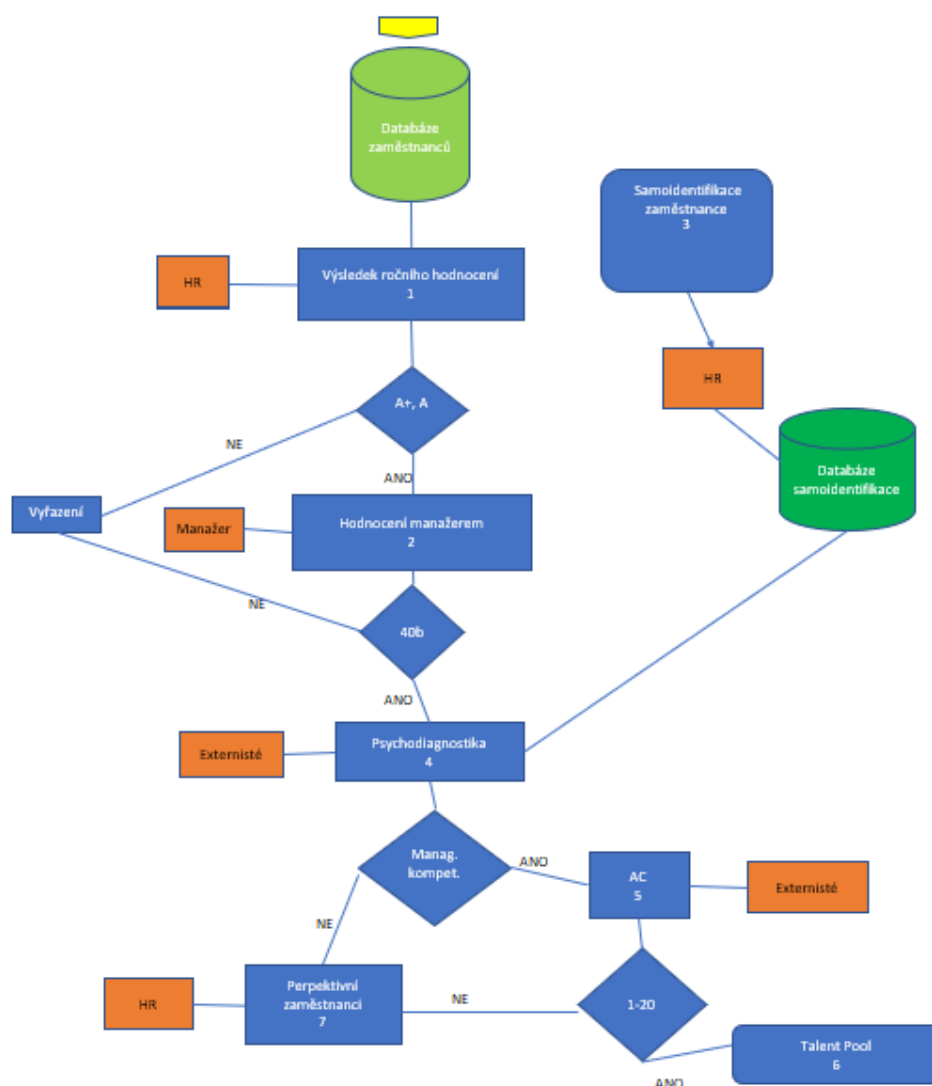 Databáze
zaměstnanců
Samoidentifikace
zaměstnance
3
HR
Výsledek ročního hodnocení
1
HR
A+, A
NE
ANO
Databáze
samoidentifikace
Vyřazení
Manažer
Hodnocení manažerem
2
NE
40b
ANO
Externisté
Psychodiagnostika
4
Manag.
kompet.
ANO
AC
5
Externisté
NE
HR
Perpektivní
zaměstnanci
7
NE
1-20
Talent Pool
6
ANO